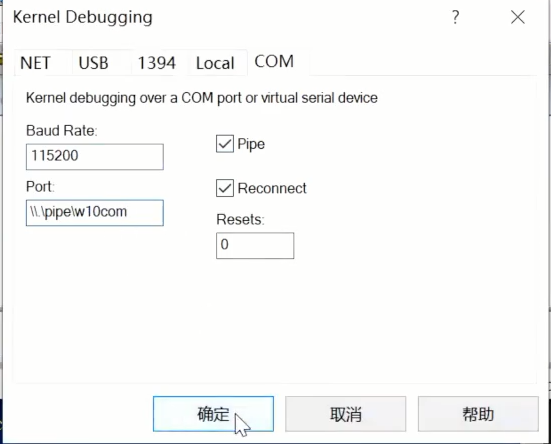 Kernel Debugging
NET USB 1394 Local COM
Kernel debugging over a COM port or virtual serial device
Baud Rate:
115200
Pipe
Port:
\\.\pipe\w10com
Reconnect
Resets:
0
确定 取消 帮助